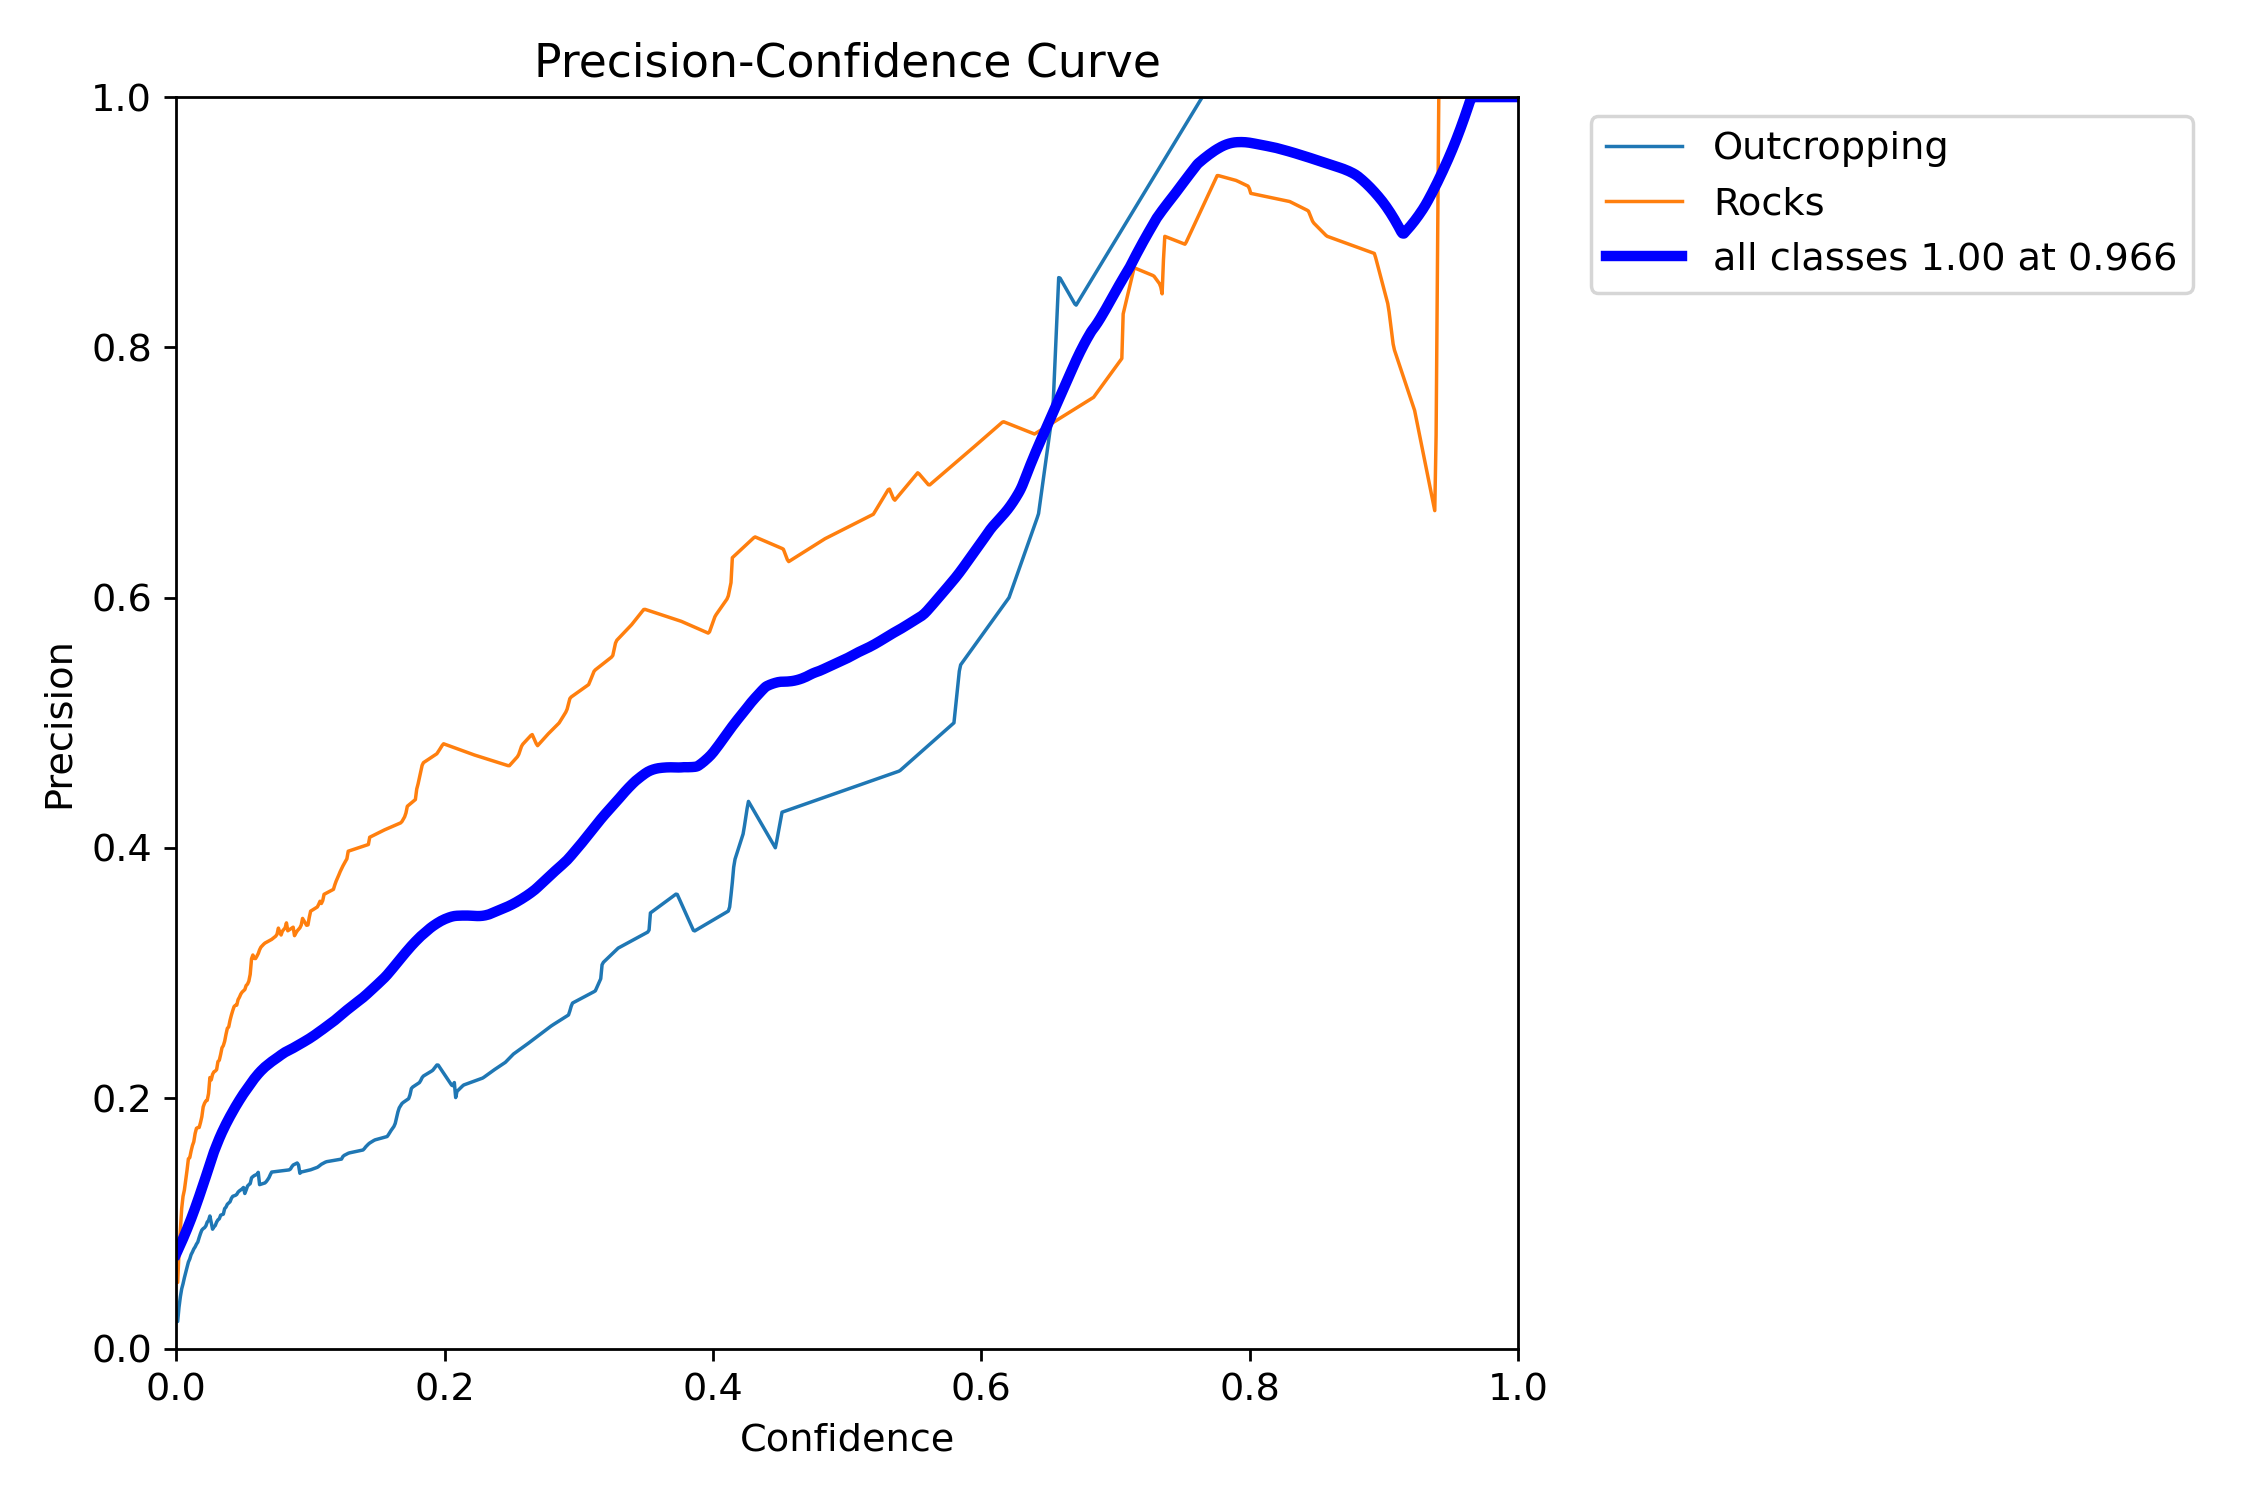 Precision-Confidence Curve
1.0
0.8
0.6
0.4
0.2
0.0
Precision
0.0 0.2 0.4 0.6 0.8 1.0
Confidence
Outcropping
Rocks
all classes 1.00 at 0.966